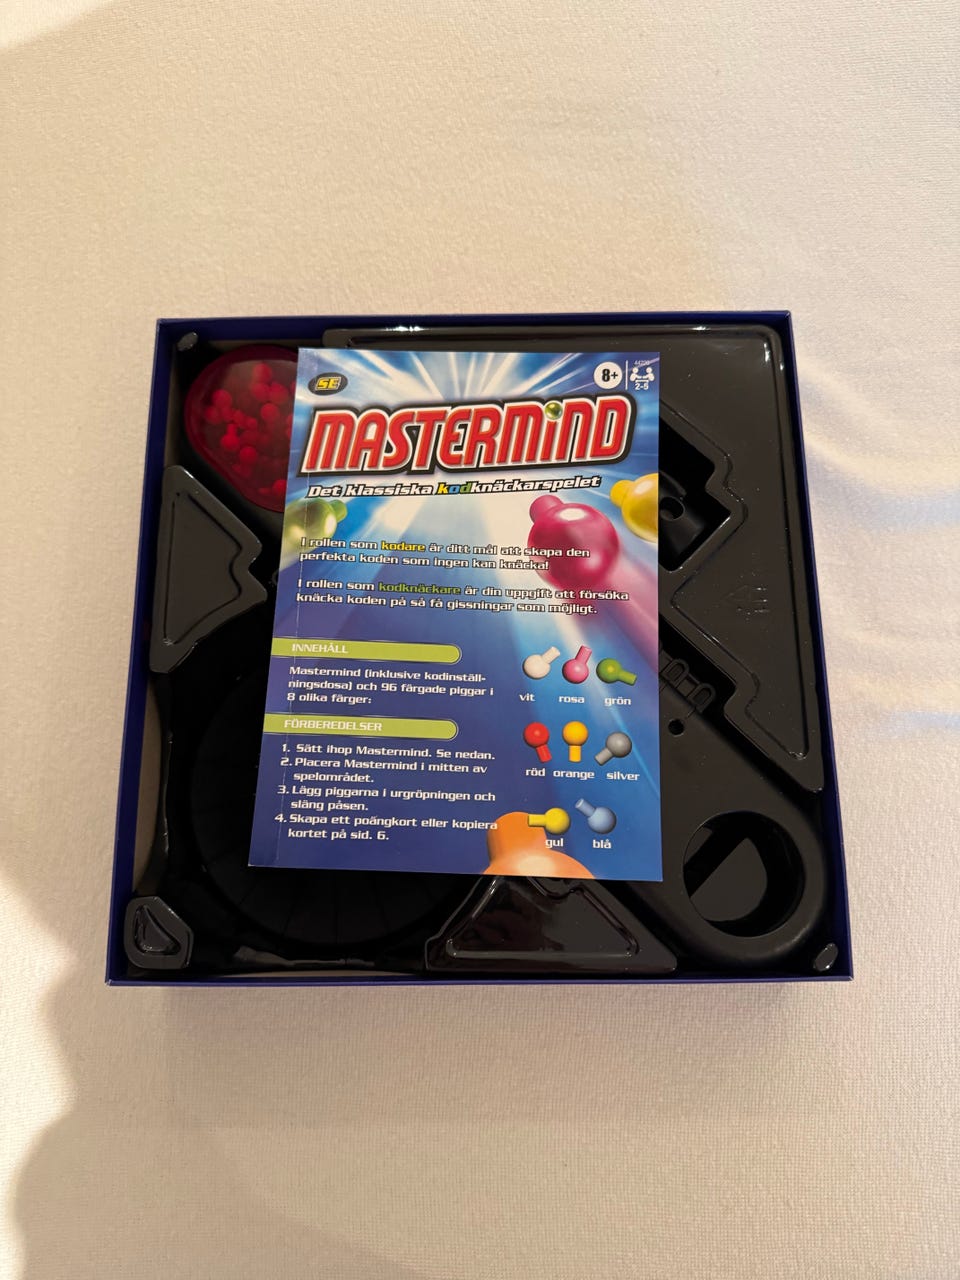 SE
8+
44220
2-5
MASTERMIND
Det klassiska kodknäckarspelet
I rollen som kodare är ditt mål att skapa den
perfekta koden som ingen kan knäcka!
I rollen som kodknäckare är din uppgift att försöka
knäcka koden på så få gissningar som möjligt.
INNEHÅLL
Mastermind (inklusive kodinställ-
ningsdosa) och 96 färgade piggar i
8 olika färger:
vit rosa grön
röd orange silver
gul blå
FÖRBEREDELSER
1. Sätt ihop Mastermind. Se nedan.
2. Placera Mastermind i mitten av
spelområdet.
3. Lägg piggarna i urgröpningen och
släng påsen.
4. Skapa ett poängkort eller kopiera
kortet på sid. 6.